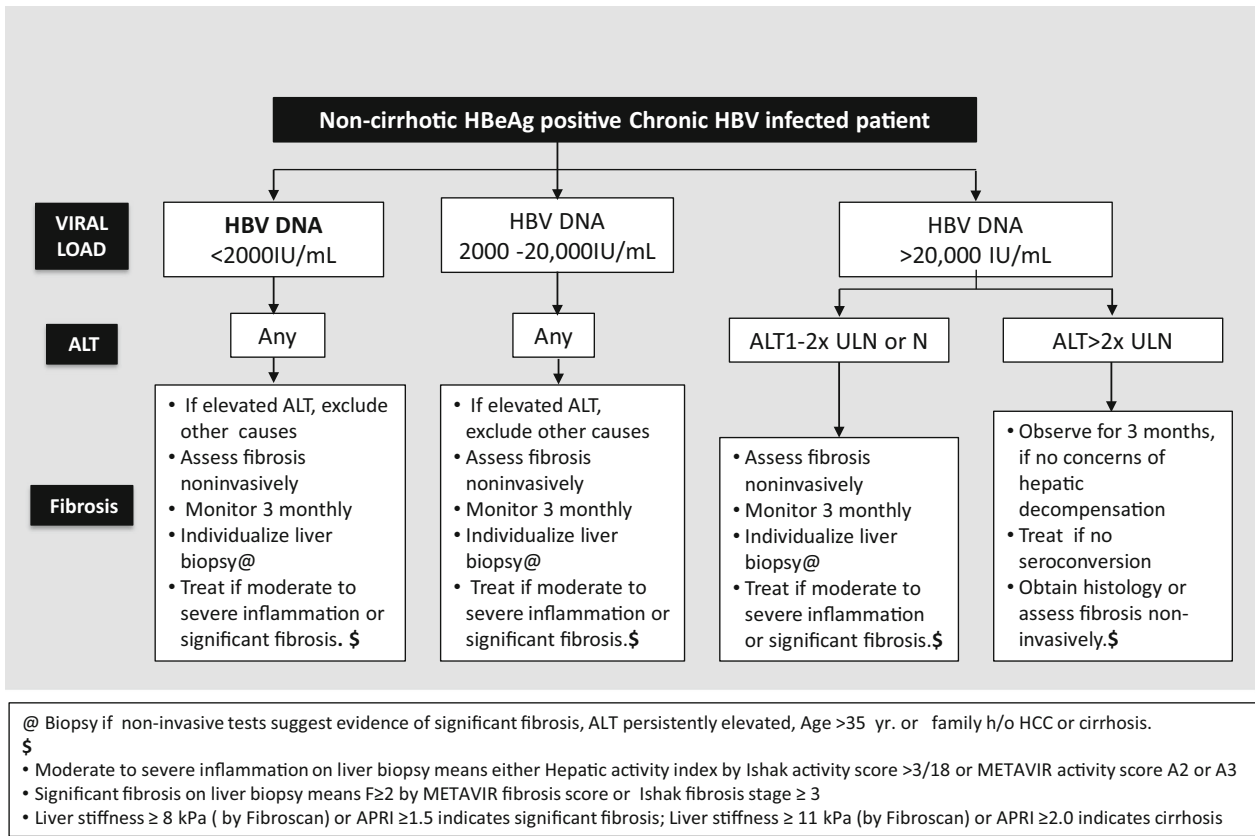 Non-cirrhotic HBeAg positive Chronic HBV infected patient
VIRAL
LOAD
HBV DNA
<2000IU/mL
HBV DNA
2000 -20,000IU/mL
HBV DNA
>20,000 IU/mL
ALT
Any
Any
ALT1-2x ULN or N
ALT>2x ULN
Fibrosis
• If elevated ALT, exclude
other causes
• Assess fibrosis
noninvasively
• Monitor 3 monthly
• Individualize liver
biopsy@
• Treat if moderate to
severe inflammation or
significant fibrosis. $
• If elevated ALT,
exclude other causes
• Assess fibrosis
noninvasively
• Monitor 3 monthly
• Individualize liver
biopsy@
• Treat if moderate to
severe inflammation or
significant fibrosis.$
• Assess fibrosis
noninvasively
• Monitor 3 monthly
• Individualize liver
biopsy@
• Treat if moderate to
severe inflammation
or significant fibrosis.$
• Observe for 3 months,
if no concerns of
hepatic
decompensation
• Treat if no
seroconversion
• Obtain histology or
assess fibrosis non-
invasively.$
@ Biopsy if non-invasive tests suggest evidence of significant fibrosis, ALT persistently elevated, Age >35 yr. or family h/o HCC or cirrhosis.
$
• Moderate to severe inflammation on liver biopsy means either Hepatic activity index by Ishak activity score >3/18 or METAVIR activity score A2 or A3
• Significant fibrosis on liver biopsy means F≥2 by METAVIR fibrosis score or Ishak fibrosis stage ≥ 3
• Liver stiffness ≥ 8 kPa ( by Fibroscan) or APRI ≥1.5 indicates significant fibrosis; Liver stiffness ≥ 11 kPa (by Fibroscan) or APRI ≥2.0 indicates cirrhosis